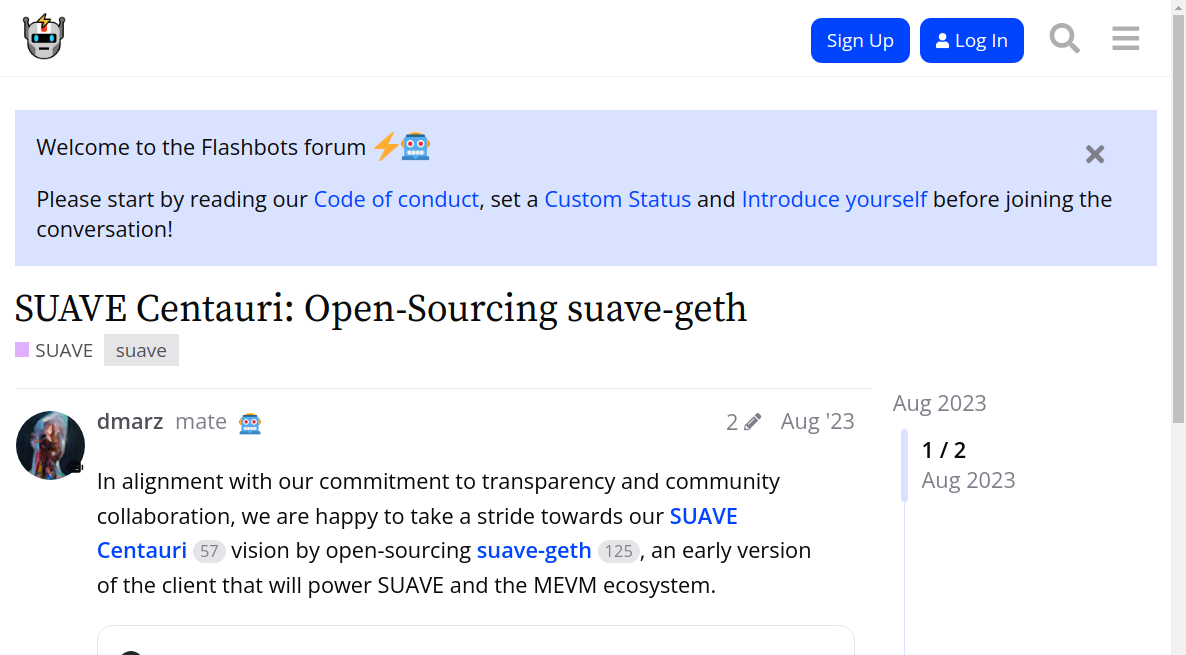 Sign Up
Log In
Welcome to the Flashbots forum
Please start by reading our Code of conduct, set a Custom Status and Introduce yourself before joining the
conversation!
SUAVE Centauri: Open-Sourcing suave-geth
SUAVE suave
dmarz mate 2 Aug '23
Aug 2023
1 / 2
Aug 2023
In alignment with our commitment to transparency and community
collaboration, we are happy to take a stride towards our SUAVE
Centauri 57 vision by open-sourcing suave-geth 125, an early version
of the client that will power SUAVE and the MEVM ecosystem.